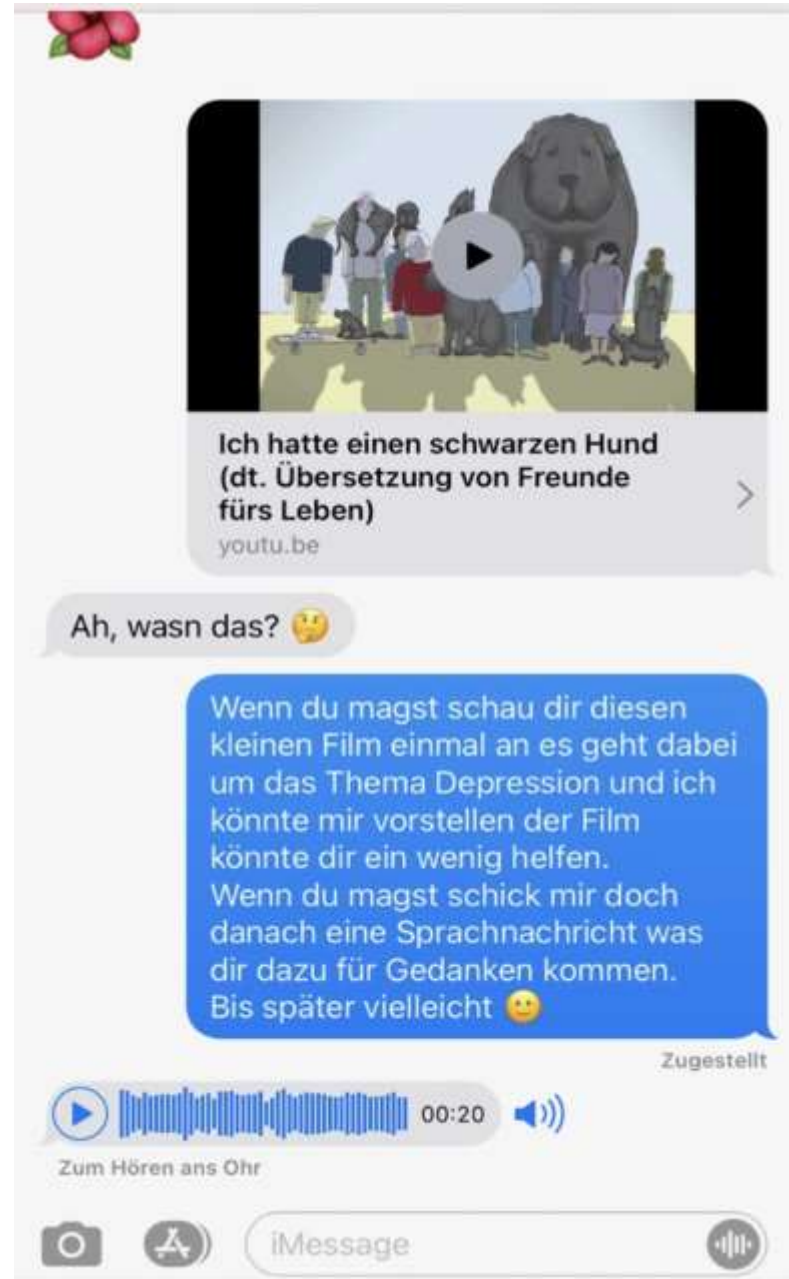 Ich hatte einen schwarzen Hund
(dt. Übersetzung von Freunde
fürs Leben)
youtu.be
Ah, wasn das? 🤔
Wenn du magst schau dir diesen
kleinen Film einmal an es geht dabei
um das Thema Depression und ich
könnte mir vorstellen der Film
könnte dir ein wenig helfen.
Wenn du magst schick mir doch
danach eine Sprachnachricht was
dir dazu für Gedanken kommen.
Bis später vielleicht 🙂
Zugestellt
00:20
Zum Hören ans Ohr
iMessage